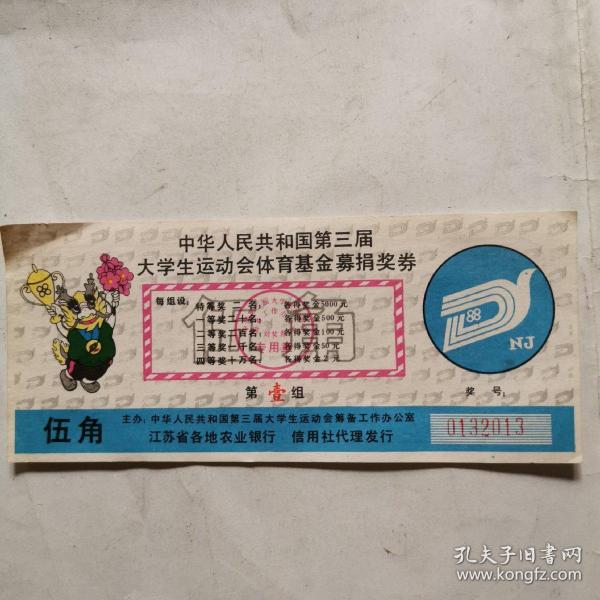 中华人民共和国第三届
大学生运动会体育基金募捐奖券
每组设:
特等奖 二 名: 各得奖金5000元
一等奖二十名: 各得奖金500元
二等奖二百名: 各得奖金100元
三等奖二千名: 各得奖金50元
四等奖十万名: 各得奖金2元
专用
第壹组
88
NJ
奖 号:
伍角
主办:中华人民共和国第三届大学生运动会筹备工作办公室
江苏省各地农业银行 信用社代理发行
0132013
孔夫子旧书网
www.kongfz.com